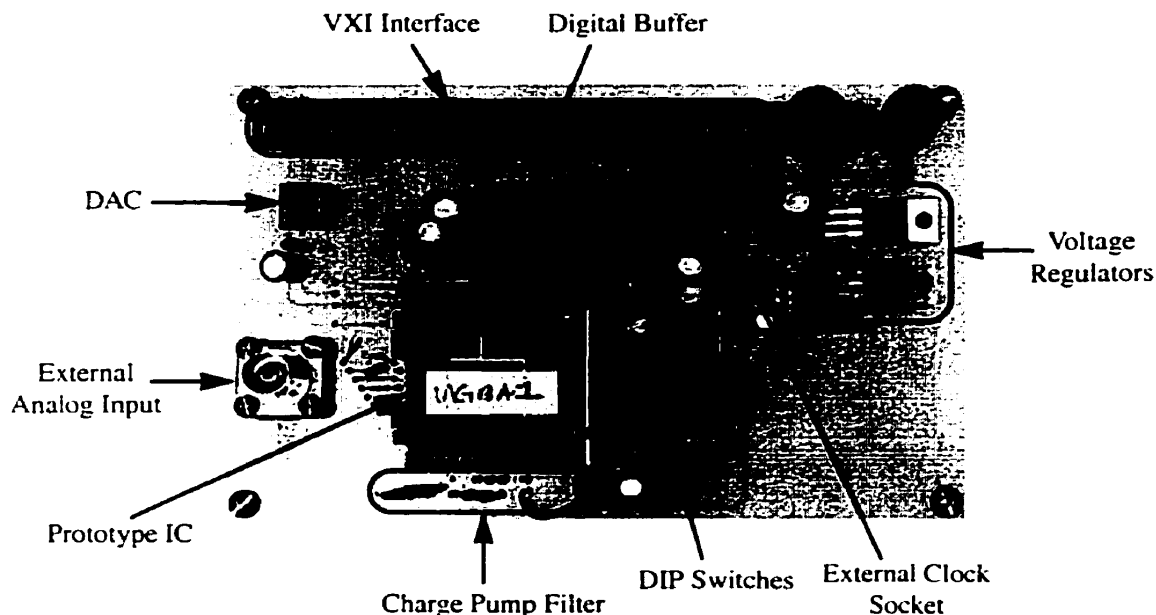 VXI Interface
Digital Buffer
DAC
Voltage
Regulators
External
Analog Input
Prototype IC
DIP Switches
External Clock
Socket
Charge Pump Filter